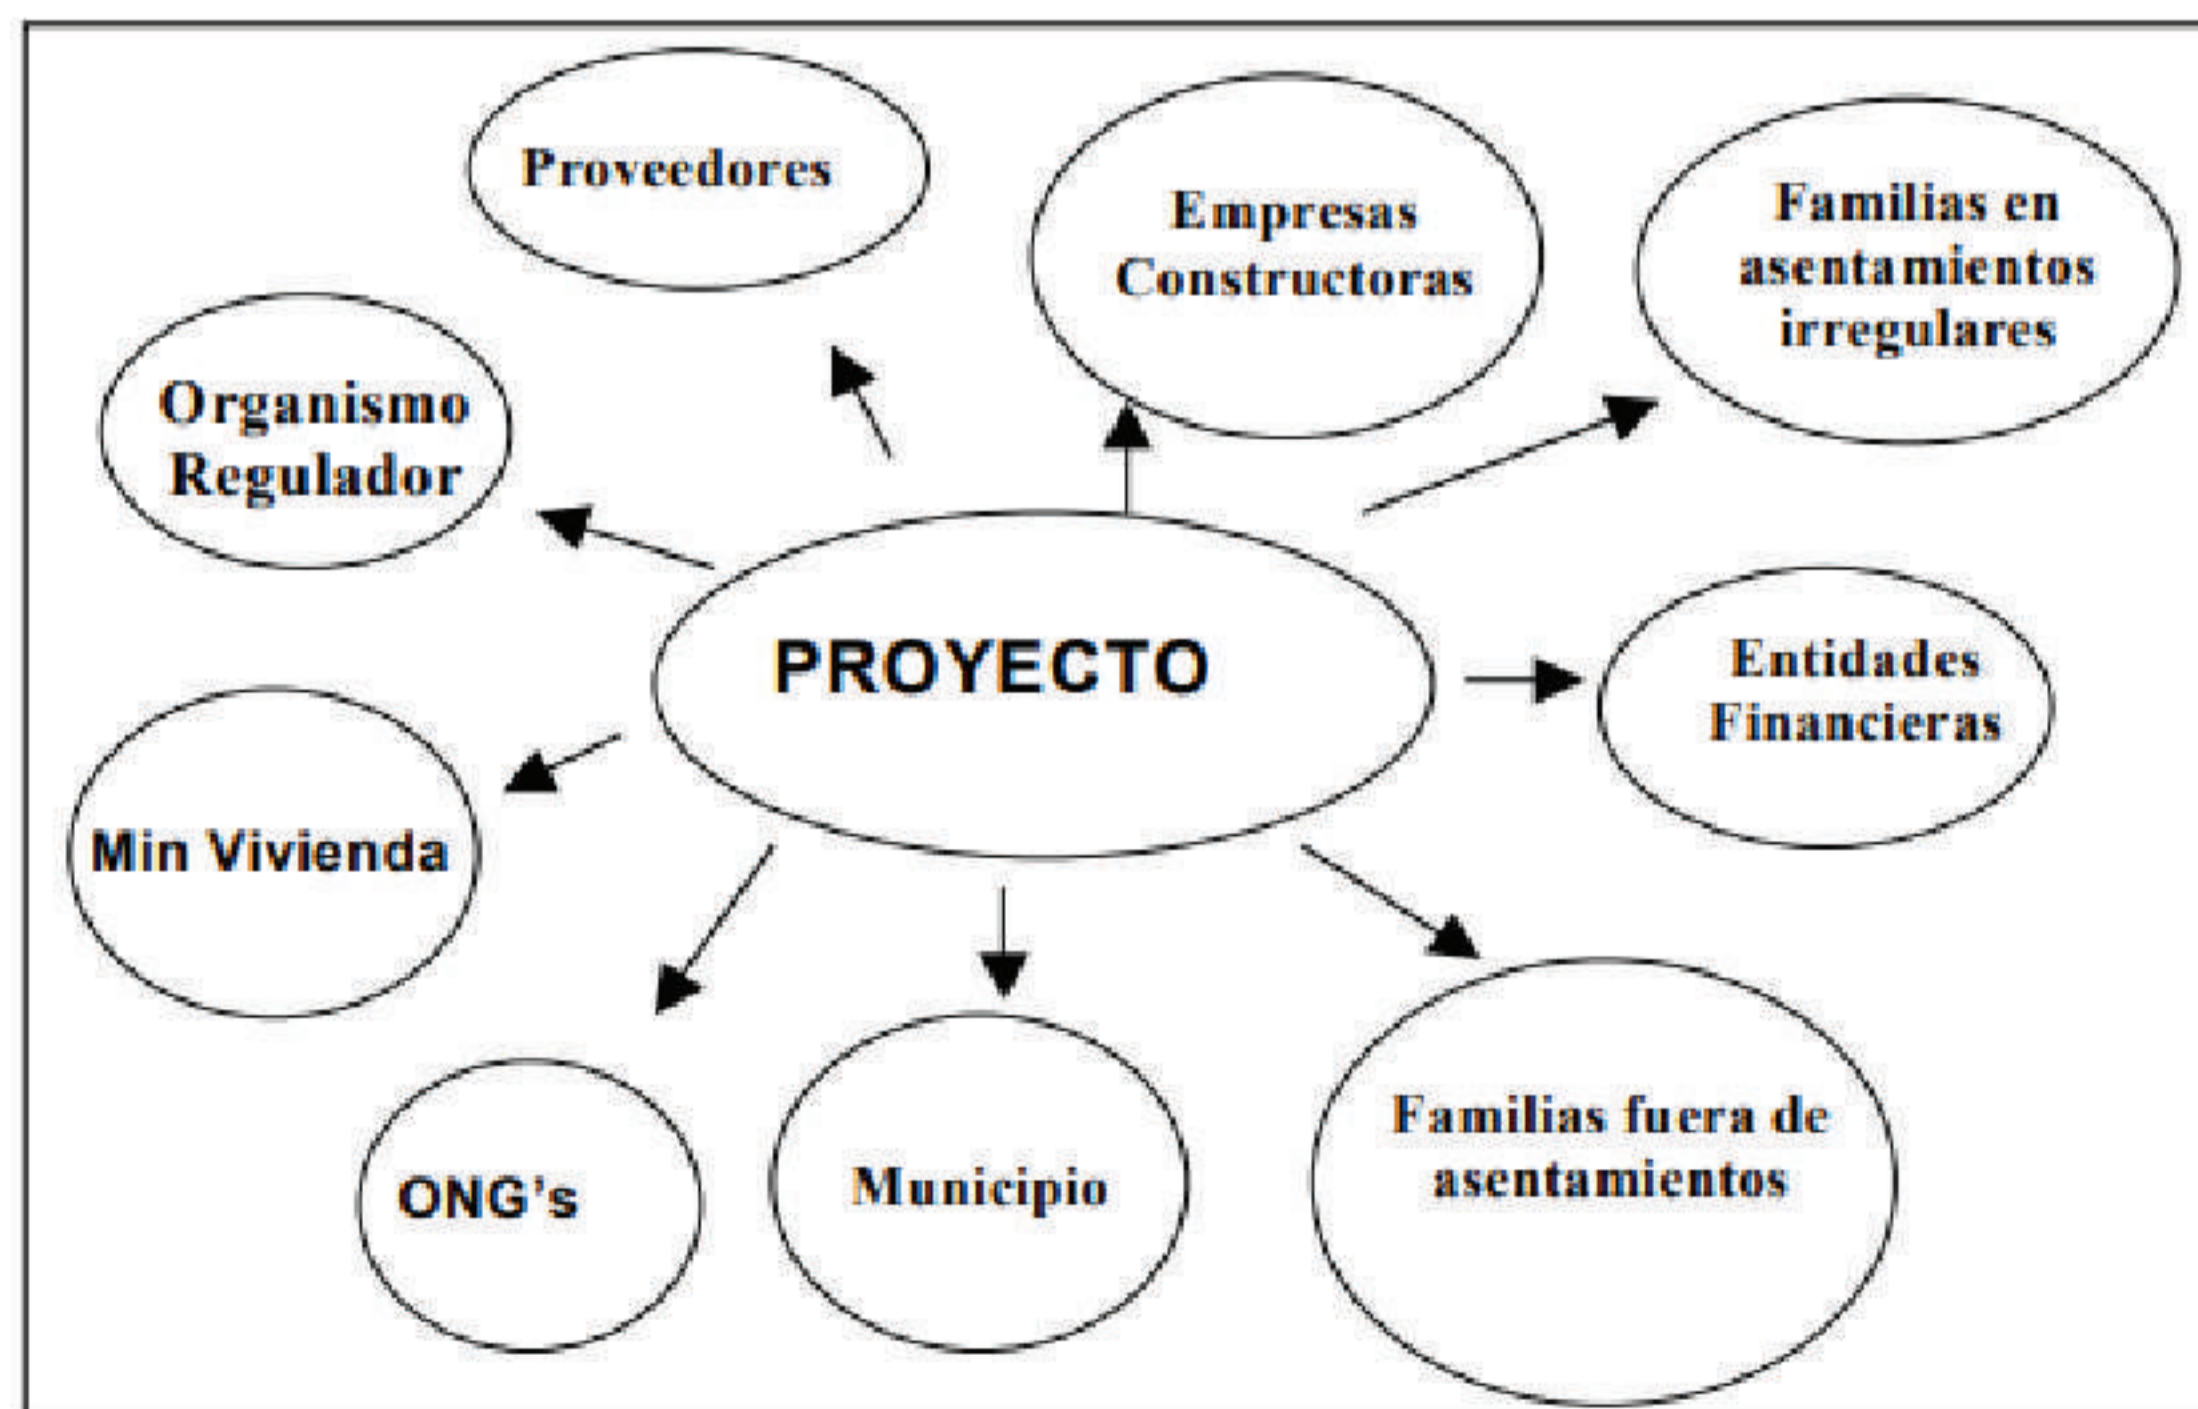 Proveedores
Empresas
Constructoras
Familias en
asentamientos
irregulares
Organismo
Regulador
PROYECTO
Entidades
Financieras
Min Vivienda
ONG's
Municipio
Familias fuera de
asentamientos